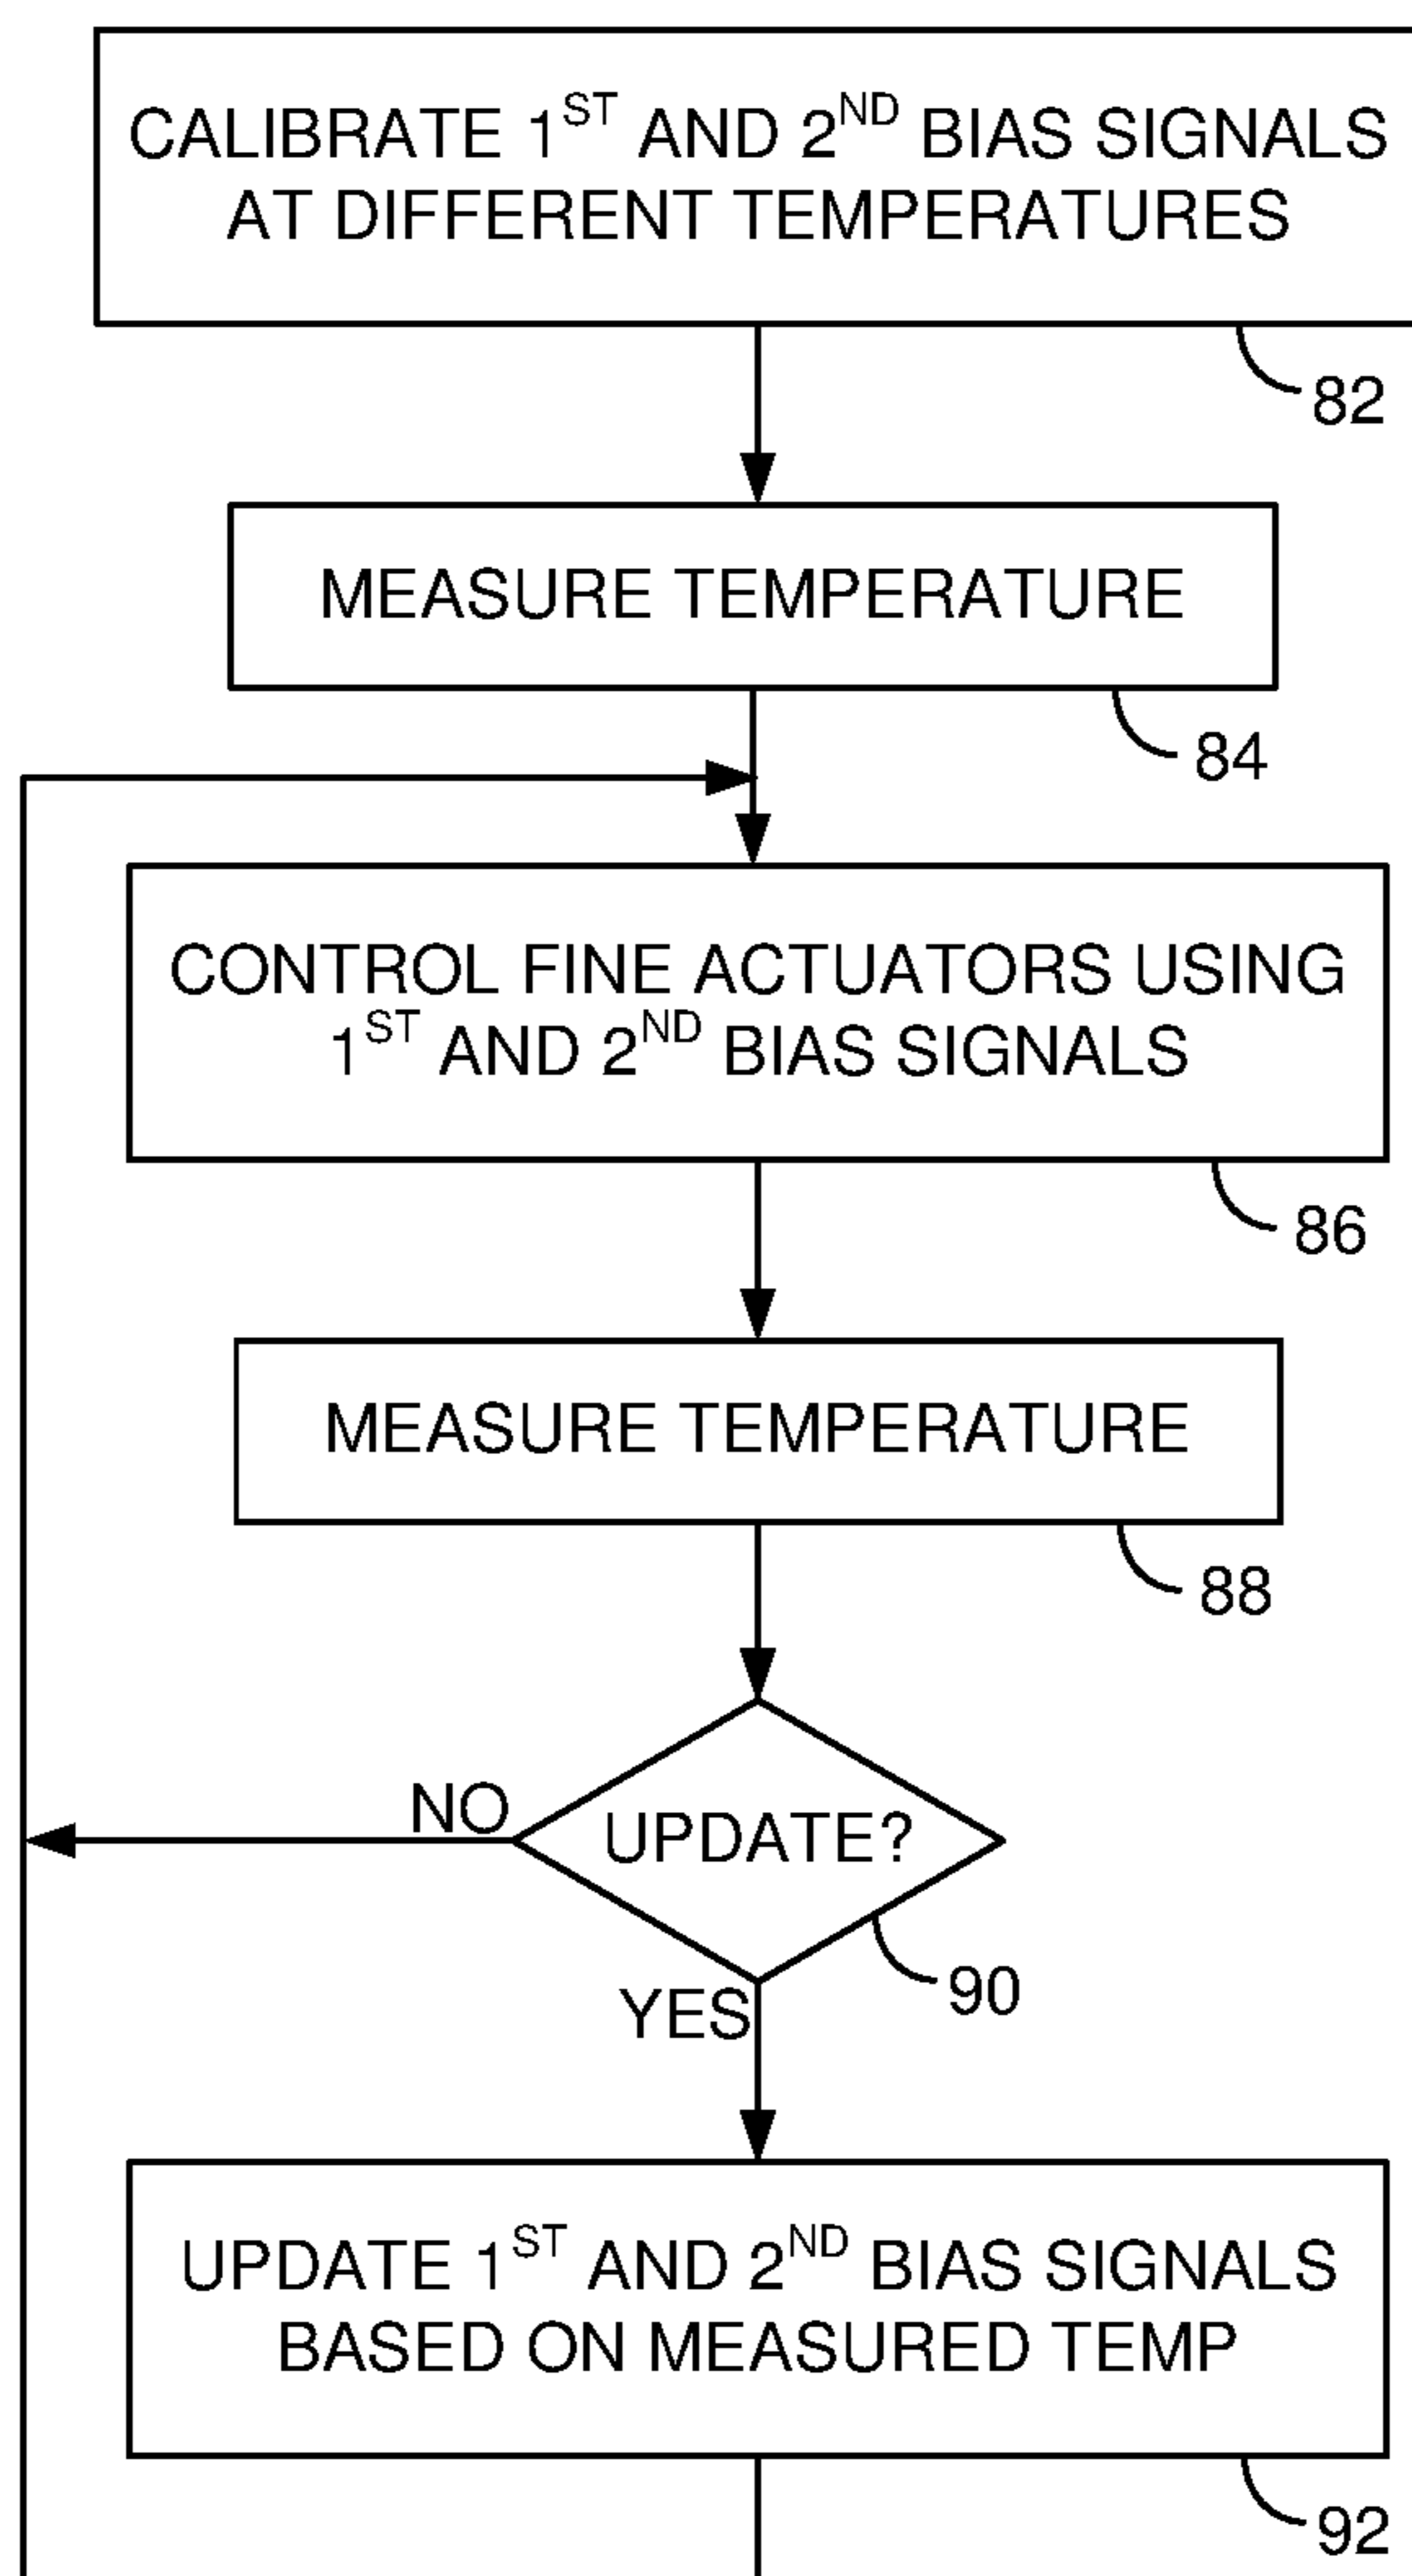 CALIBRATE 1ST AND 2ND BIAS SIGNALS
AT DIFFERENT TEMPERATURES
82
MEASURE TEMPERATURE
84
CONTROL FINE ACTUATORS USING
1ST AND 2ND BIAS SIGNALS
86
MEASURE TEMPERATURE
88
NO
UPDATE?
90
YES
UPDATE 1ST AND 2ND BIAS SIGNALS
BASED ON MEASURED TEMP
92